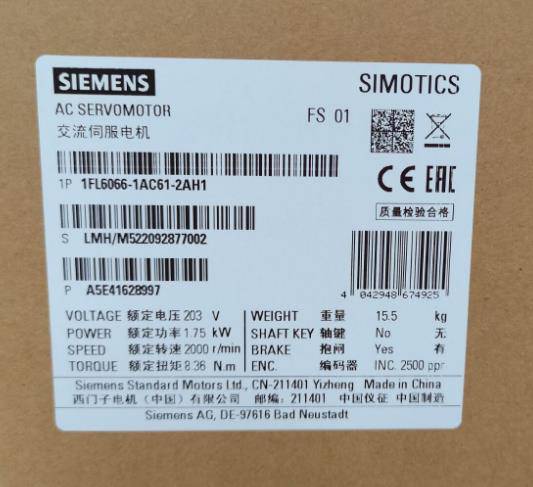 SIEMENS
SIMOTICS
AC SERVOMOTOR
FS 01
交流伺服电机
1P 1FL6066-1AC61-2AH1
CE EAC
质量检验合格
S LMH/M522092877002
P A5E41628997
4 042948 674925
VOLTAGE 额定电压 203 V
POWER 额定功率 1.75 kW
SPEED 额定转速 2000 r/min
TORQUE 额定扭矩 8.36 N.m
WEIGHT 重量 15.5 kg
SHAFT KEY 轴键 No 无
BRAKE 抱闸 Yes 有
ENC. 编码器 INC. 2500 ppr
Siemens Standard Motors Ltd., CN-211401 Yizheng Made in China
西门子电机（中国）有限公司 邮编: 211401 中国仪征 中国制造
Siemens AG, DE-97616 Bad Neustadt